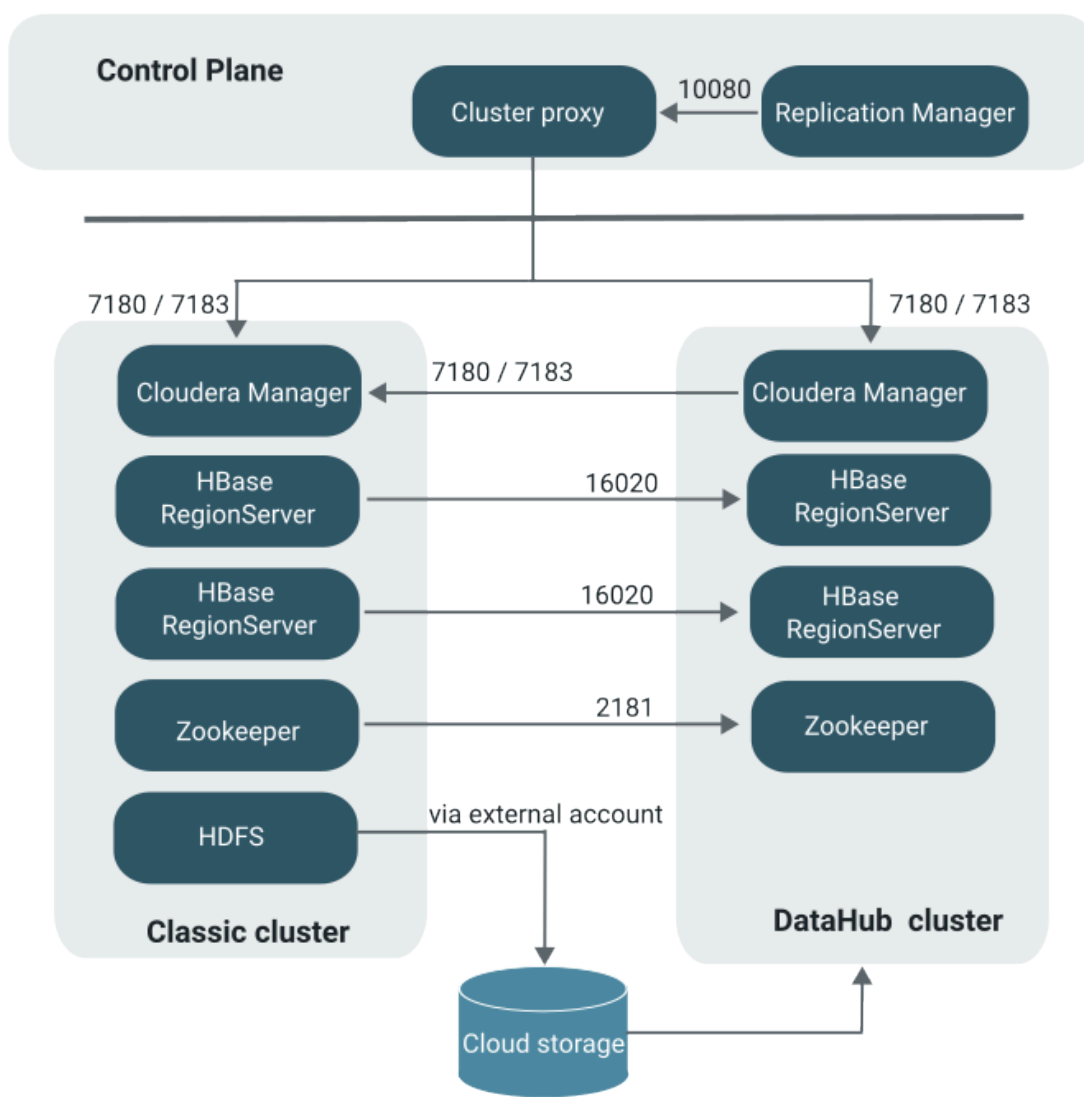 Control Plane
Cluster proxy
10080
Replication Manager
7180 / 7183
7180 / 7183
Cloudera Manager
7180 / 7183
Cloudera Manager
HBase
RegionServer
16020
HBase
RegionServer
HBase
RegionServer
16020
HBase
RegionServer
Zookeeper
2181
Zookeeper
HDFS
via external account
Classic cluster
DataHub cluster
Cloud storage